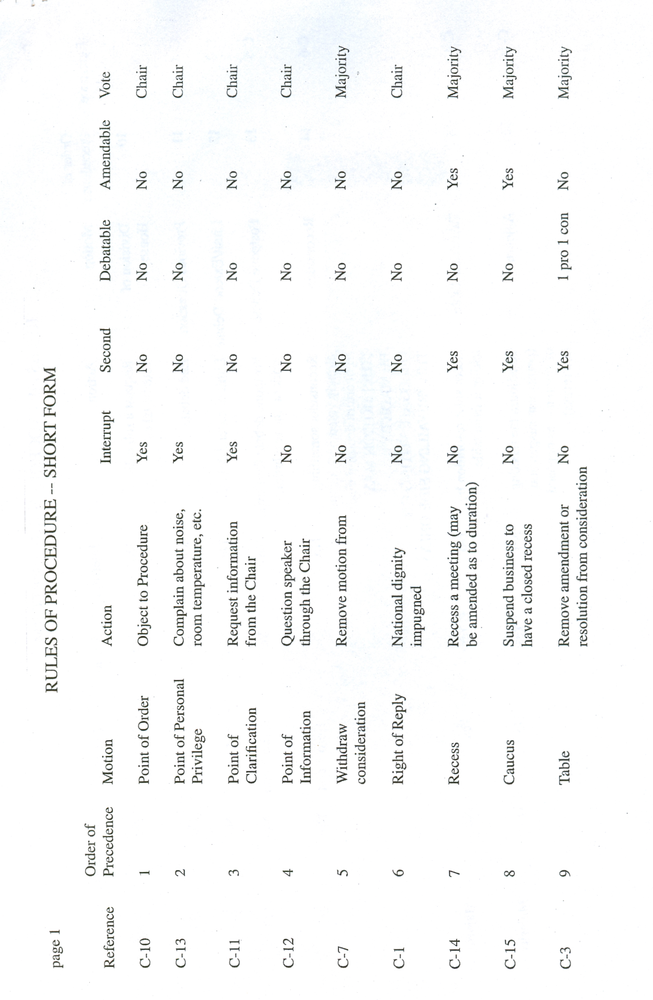 page 1 RULES OF PROCEDURE -- SHORT FORM
Order of
Reference Precedence Motion Action Interrupt Second Debatable Amendable Vote
C-10 1 Point of Order Object to Procedure Yes No No No Chair
C-13 2 Point of Personal Complain about noise, Yes No No No Chair
Privilege room temperature, etc.
C-11 3 Point of Request information Yes No No No Chair
Clarification from the Chair
C-12 4 Point of Question speaker No No No No Chair
Information through the Chair
C-7 5 Withdraw Remove motion from No No No No Majority
consideration
C-1 6 Right of Reply National dignity No No No No Chair
impugned
C-14 7 Recess Recess a meeting (may No Yes No Yes Majority
be amended as to duration)
C-15 8 Caucus Suspend business to No Yes No Yes Majority
have a closed recess
C-3 9 Table Remove amendment or No Yes 1 pro 1 con No Majority
resolution from consideration